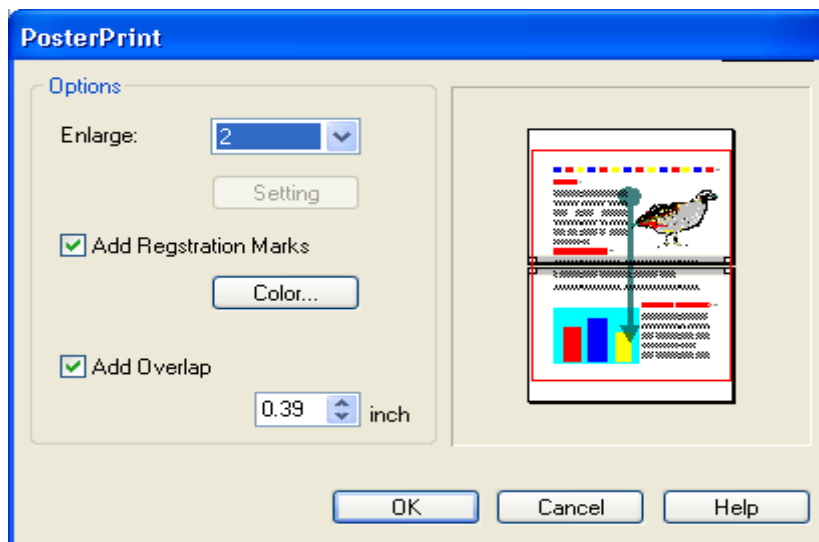 PosterPrint
Options
Enlarge: 2
Setting
Add Regstration Marks
Color...
Add Overlap
0.39 inch
OK Cancel Help